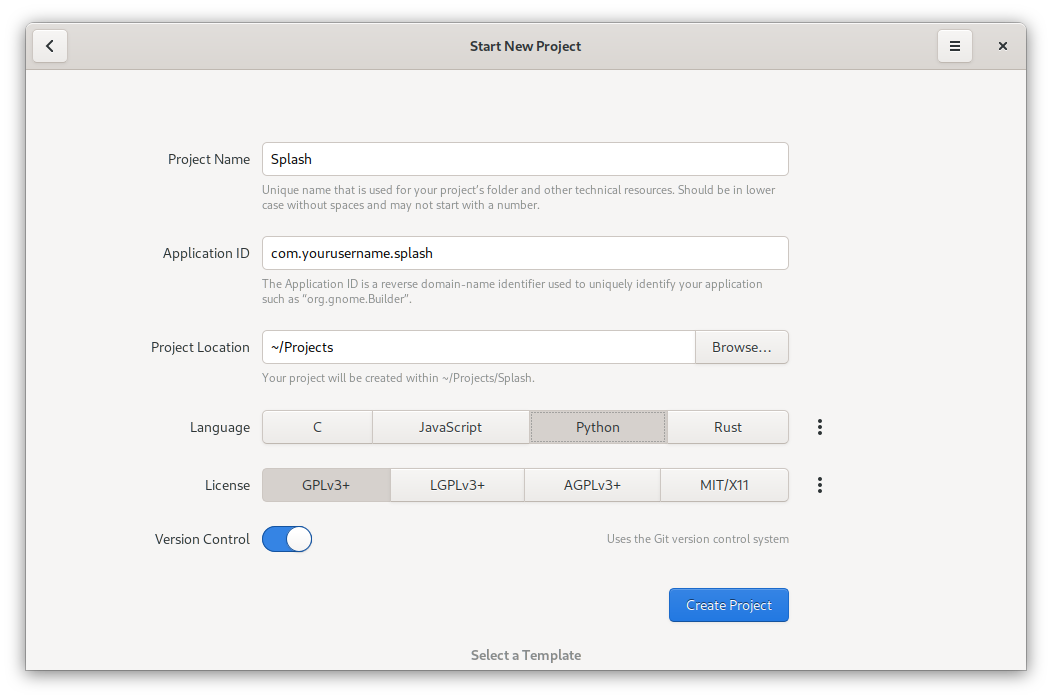 Start New Project
Project Name
Splash
Unique name that is used for your project's folder and other technical resources. Should be in lower
case without spaces and may not start with a number.
Application ID
com.yourusername.splash
The Application ID is a reverse domain-name identifier used to uniquely identify your application
such as “org.gnome.Builder”.
Project Location
~/Projects
Browse…
Your project will be created within ~/Projects/Splash.
Language
C
JavaScript
Python
Rust
License
GPLv3+
LGPLv3+
AGPLv3+
MIT/X11
Version Control
Uses the Git version control system
Create Project
Select a Template